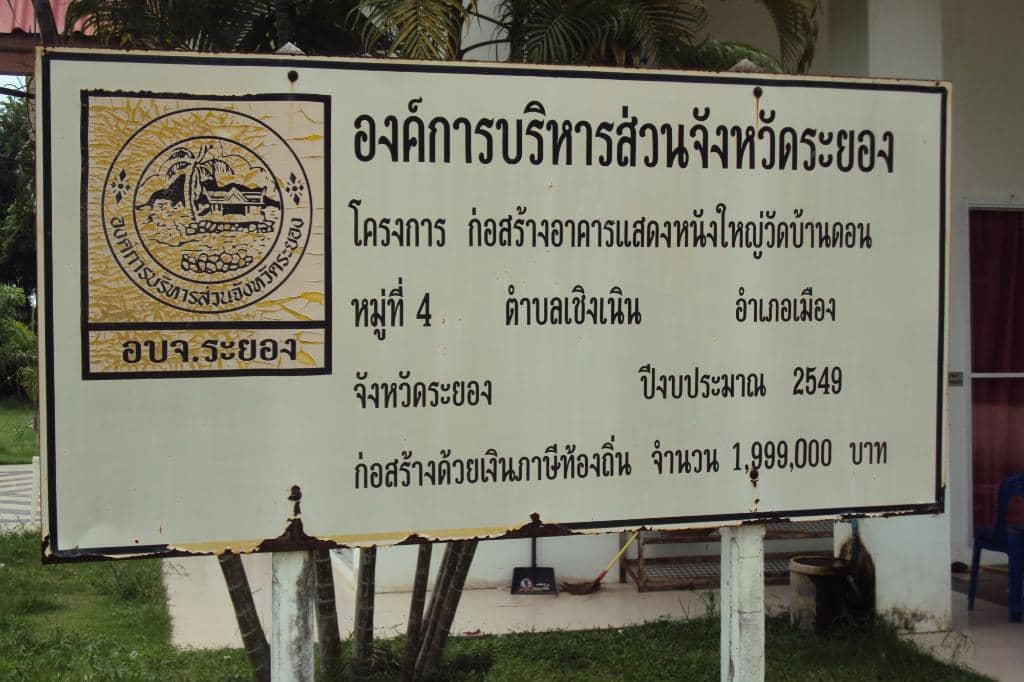 องค์การบริหารส่วนจังหวัดระยอง
โครงการ ก่อสร้างอาคารแสดงหนังใหญ่วัดบ้านดอน
หมู่ที่ 4 ตำบลเชิงเนิน อำเภอเมือง
จังหวัดระยอง ปีงบประมาณ 2549
ก่อสร้างด้วยเงินภาษีท้องถิ่น จำนวน 1,999,000 บาท
องค์การบริหารส่วนจังหวัดระยอง
อบจ.ระยอง